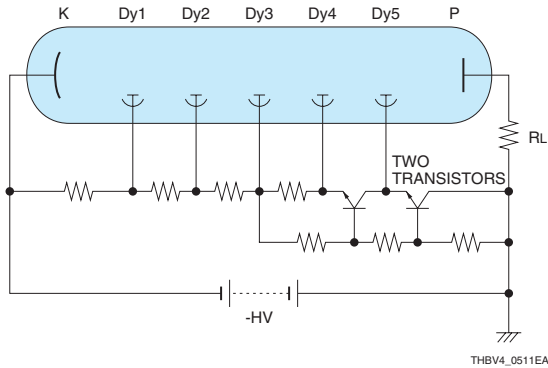 K Dy1 Dy2 Dy3 Dy4 Dy5 P
RL
TWO
TRANSISTORS
-HV
THBV4_0511EA